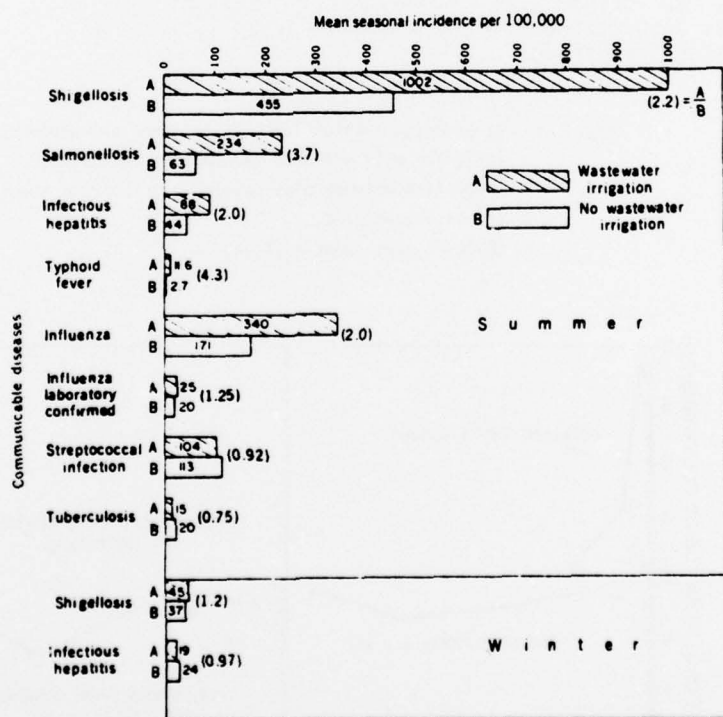 Mean seasonal incidence per 100,000
0 100 200 300 400 500 600 700 800 900 1000
Communicable diseases
Shigellosis
A 1002
B 455
(2.2) = A/B
Salmonellosis
A 234
B 63
(3.7)
A Wastewater irrigation
B No wastewater irrigation
Infectious
hepatitis
A 88
B 44
(2.0)
Typhoid
fever
A 11 6
B 2 7
(4.3)
Influenza
A 340
B 171
(2.0)
Summer
Influenza
laboratory
confirmed
A 25
B 20
(1.25)
Streptococcal
infection
A 104
B 113
(0.92)
Tuberculosis
A 15
B 20
(0.75)
Shigellosis
A 45
B 37
(1.2)
Infectious
hepatitis
A 19
B 24
(0.97)
Winter